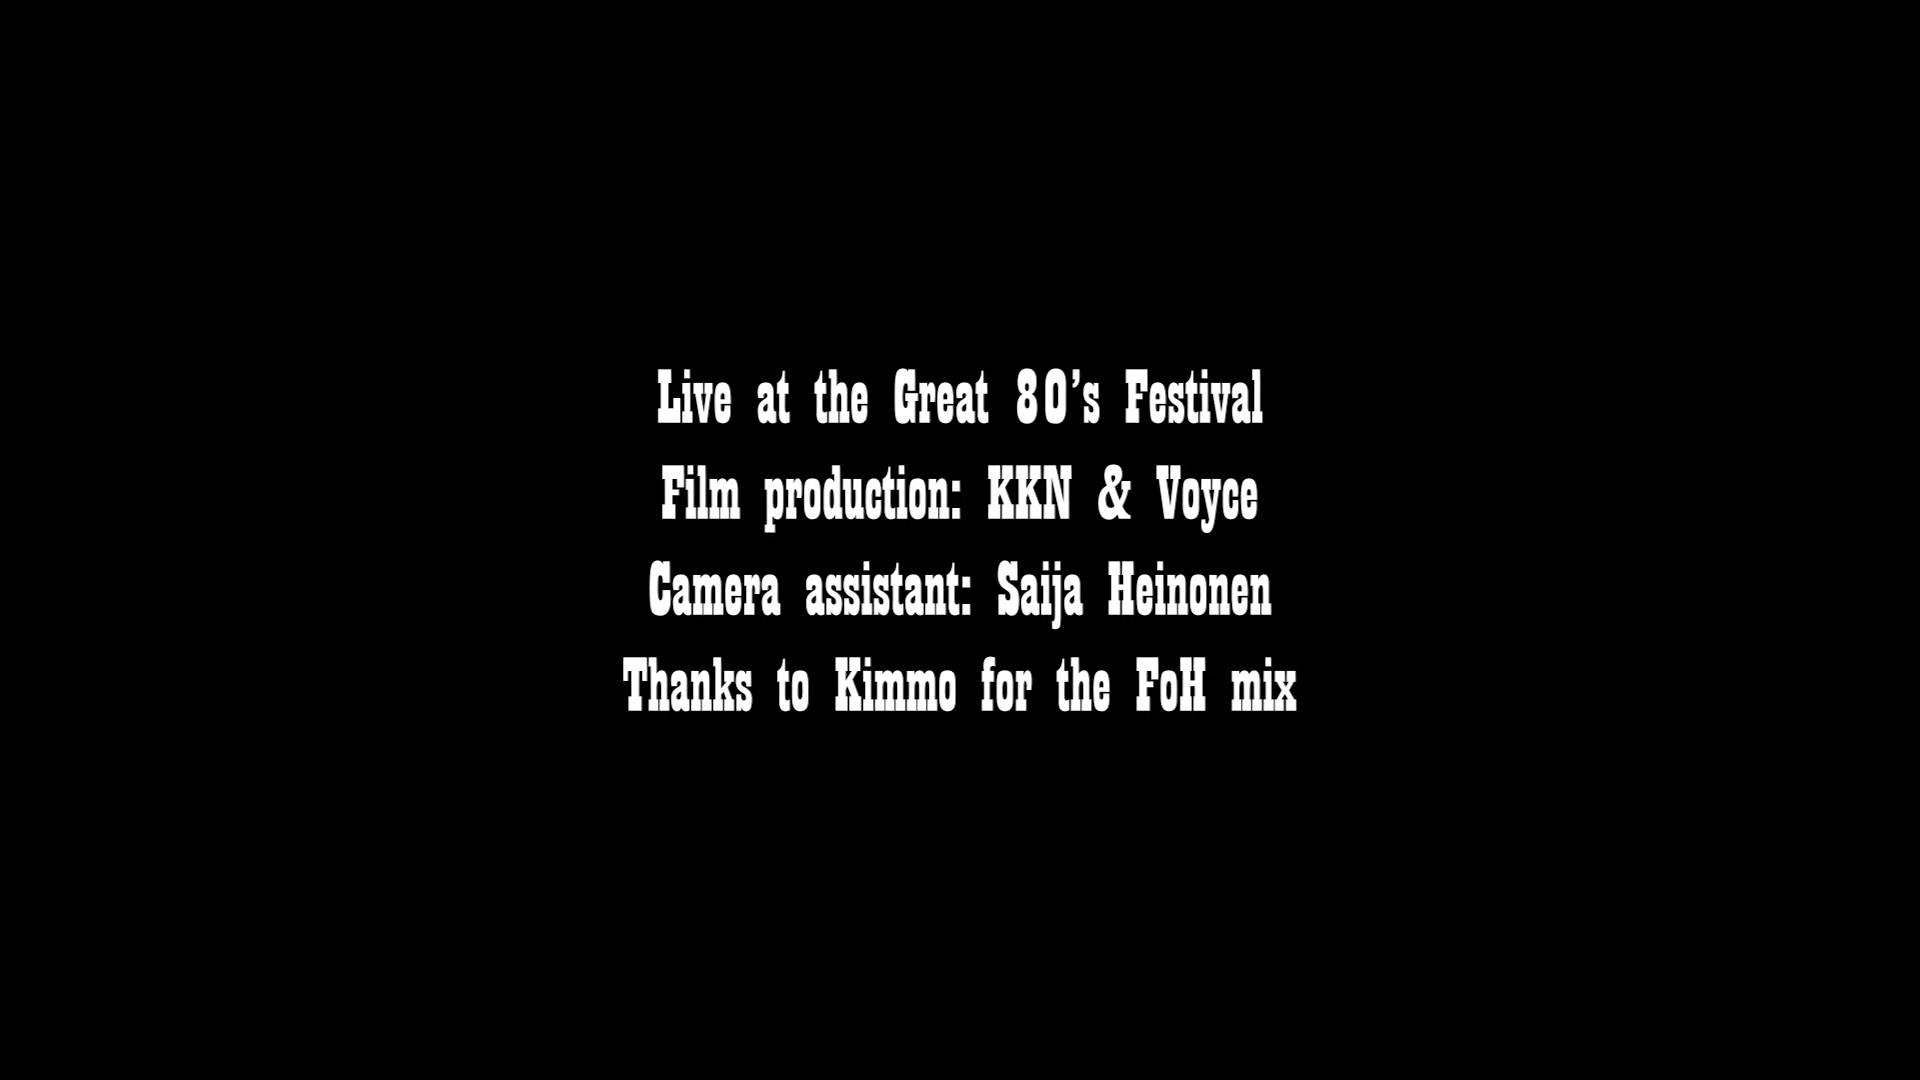 Live at the Great 80’s Festival
Film production: KKN & Voyce
Camera assistant: Saija Heinonen
Thanks to Kimmo for the FoH mix